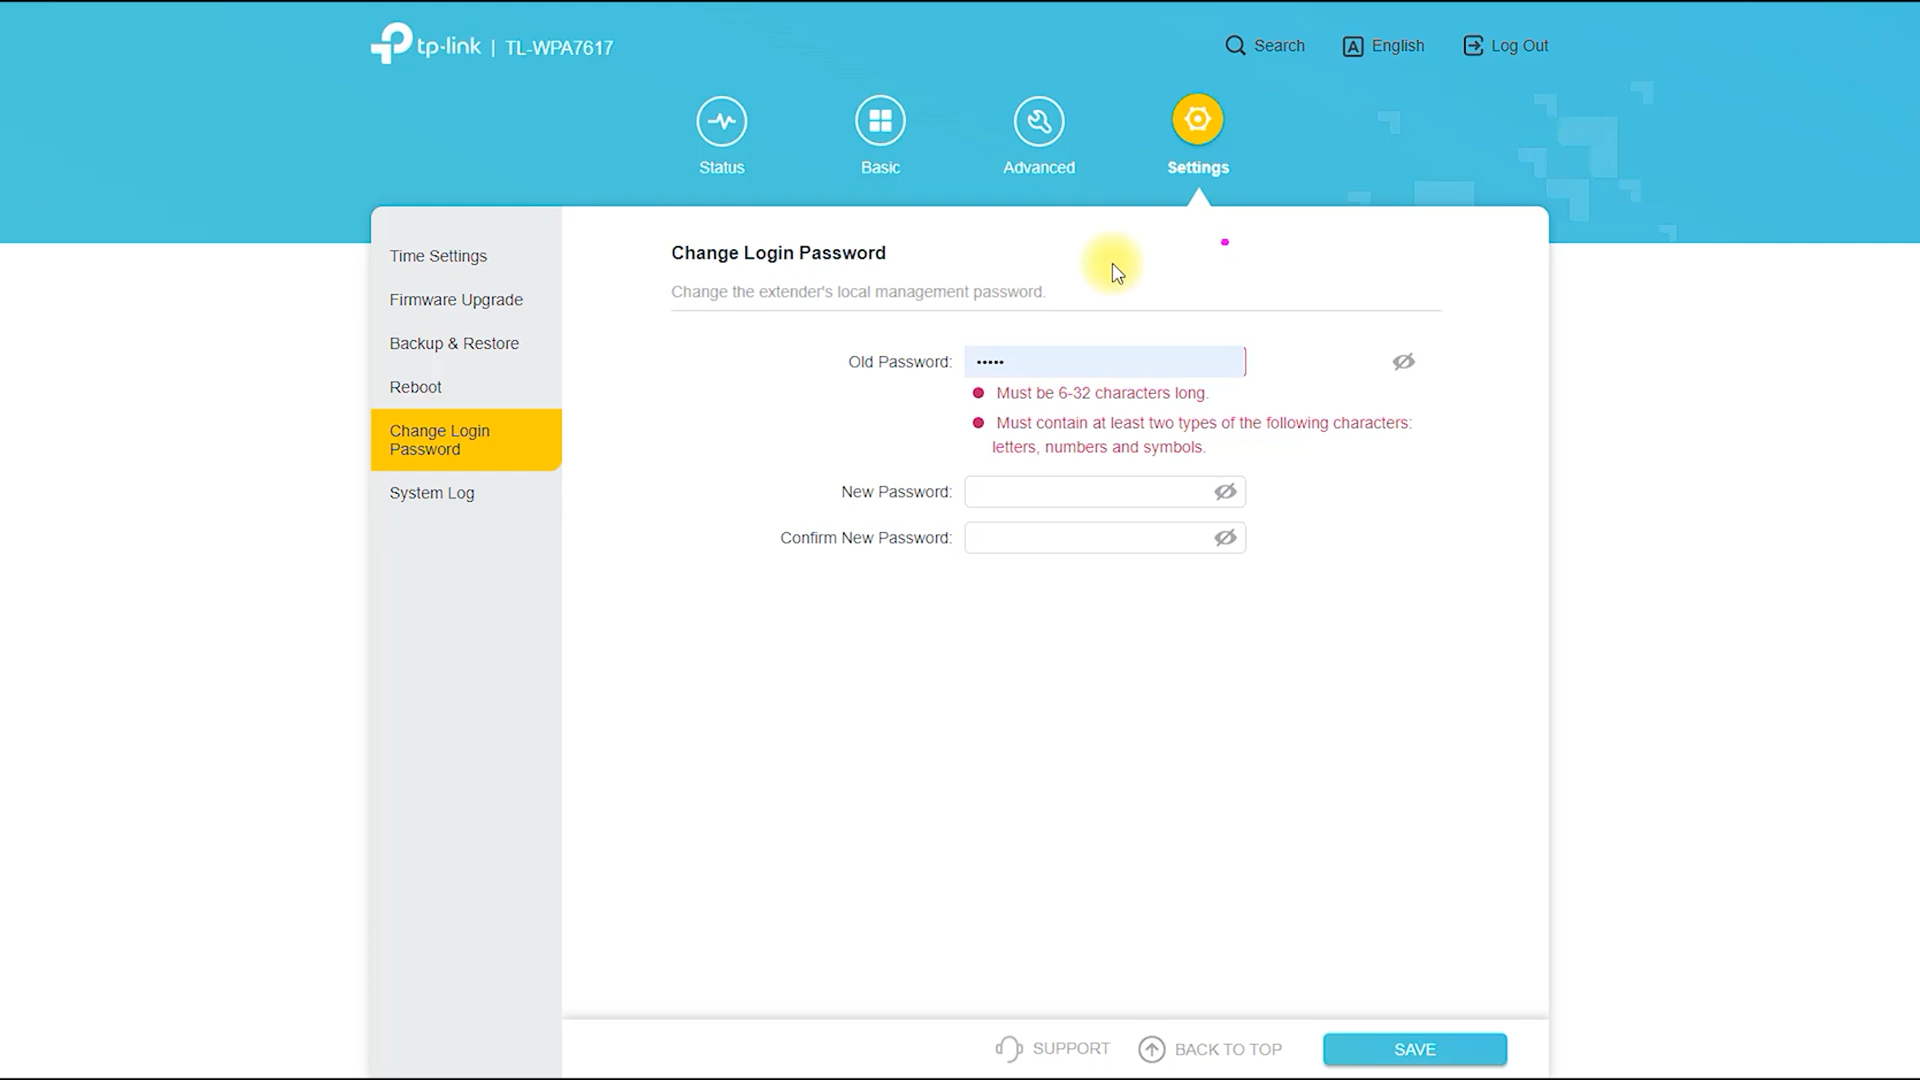 tp-link | TL-WPA7617
Search
English
Log Out
Status
Basic
Advanced
Settings
Time Settings
Firmware Upgrade
Backup & Restore
Reboot
Change Login
Password
System Log
Change Login Password
Change the extender's local management password.
Old Password: •••••
Must be 6-32 characters long.
Must contain at least two types of the following characters:
letters, numbers and symbols.
New Password:
Confirm New Password:
SUPPORT
BACK TO TOP
SAVE